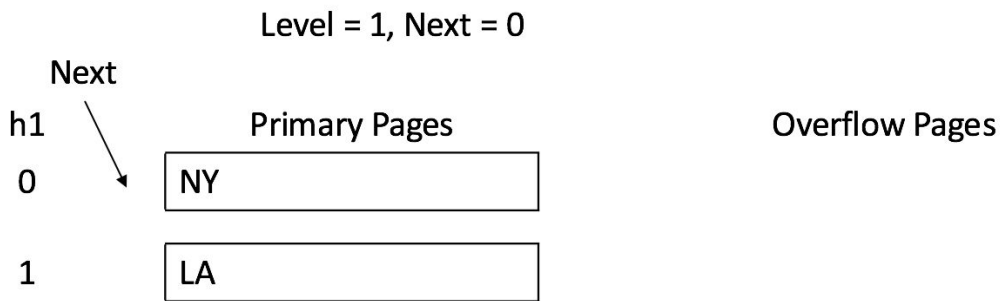 Level = 1, Next = 0
Next
h1 Primary Pages Overflow Pages
0 NY
1 LA